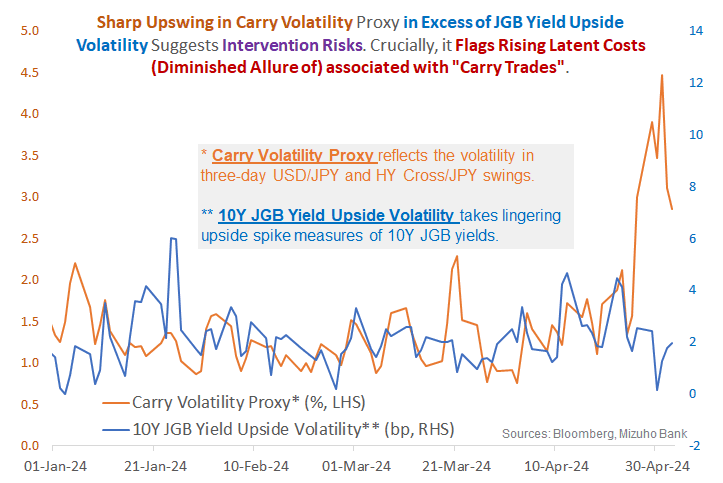 Sharp Upswing in Carry Volatility Proxy in Excess of JGB Yield Upside
Volatility Suggests Intervention Risks. Crucially, it Flags Rising Latent Costs
(Diminished Allure of) associated with "Carry Trades".
5.0
4.5
4.0
3.5
3.0
2.5
2.0
1.5
1.0
0.5
0.0
14
12
10
8
6
4
2
0
-2
* Carry Volatility Proxy reflects the volatility in
three-day USD/JPY and HY Cross/JPY swings.
** 10Y JGB Yield Upside Volatility takes lingering
upside spike measures of 10Y JGB yields.
Carry Volatility Proxy* (%, LHS)
10Y JGB Yield Upside Volatility** (bp, RHS)
Sources: Bloomberg, Mizuho Bank
01-Jan-24 21-Jan-24 10-Feb-24 01-Mar-24 21-Mar-24 10-Apr-24 30-Apr-24